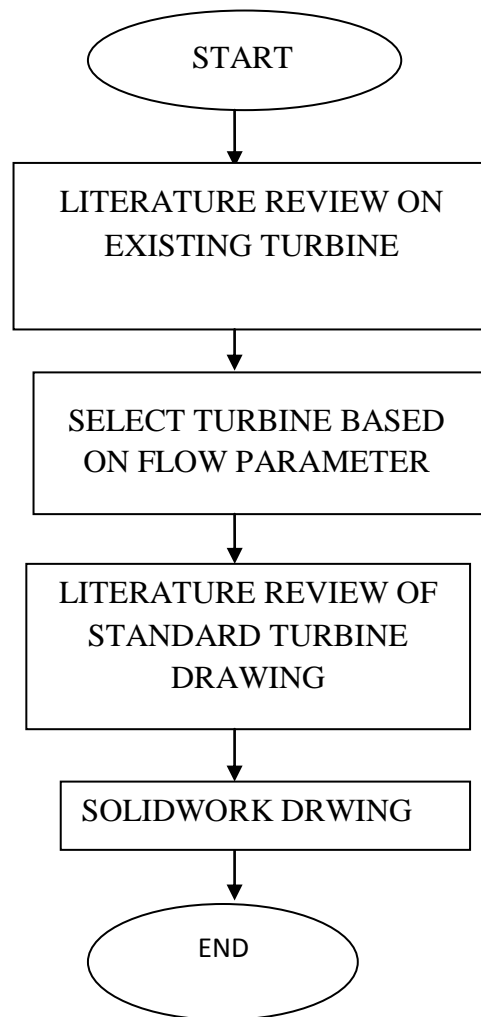 START
LITERATURE REVIEW ON
EXISTING TURBINE
SELECT TURBINE BASED
ON FLOW PARAMETER
LITERATURE REVIEW OF
STANDARD TURBINE
DRAWING
SOLIDWORK DRWING
END